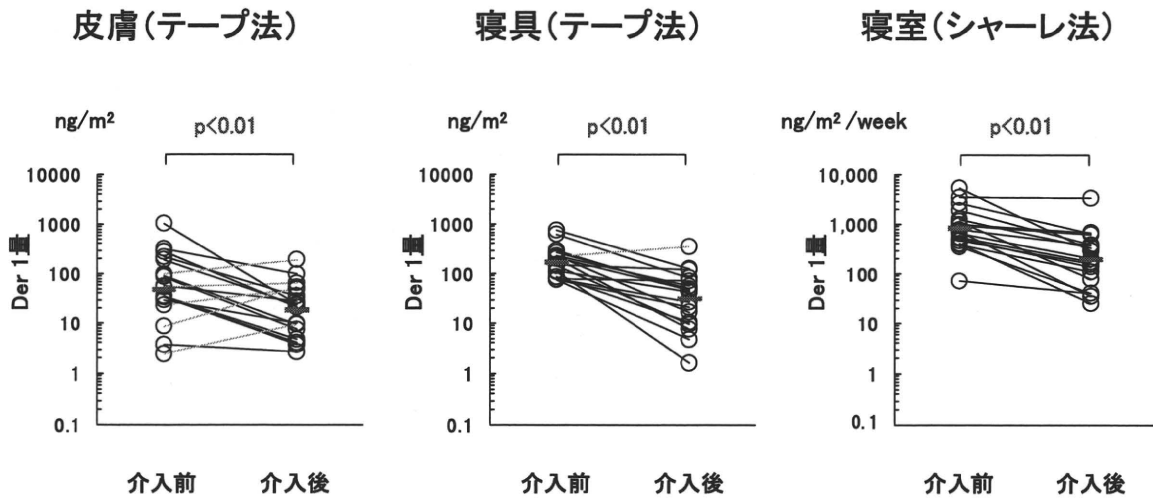 皮膚(テープ法)
ng/m²
p<0.01
Der 1量
10000
1000
100
10
1
0.1
介入前
介入後
寝具(テープ法)
ng/m²
p<0.01
Der 1量
10000
1000
100
10
1
0.1
介入前
介入後
寝室(シャーレ法)
ng/m² /week
p<0.01
Der 1量
10,000
1,000
100
10
1
0.1
介入前
介入後